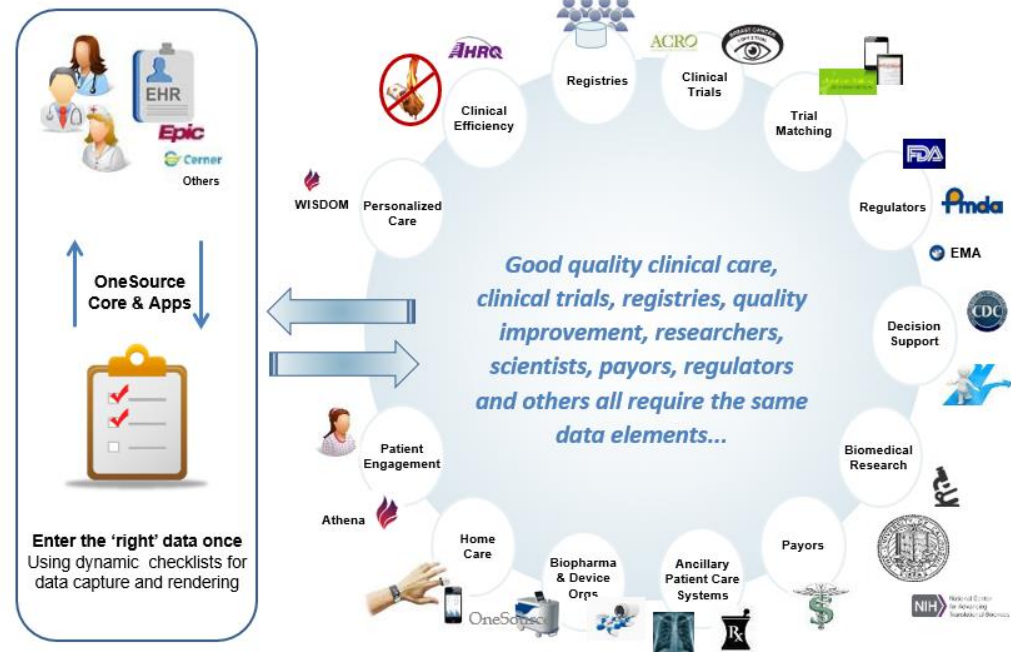 EHR
Epic
Cerner
Others
OneSource
Core & Apps
Enter the ‘right’ data once
Using dynamic checklists for
data capture and rendering
AHRQ
Registries
ACRO
BREAST CANCER
Clinical
Trials
Trial
Matching
Clinical
Efficiency
FDA
WISDOM
Personalized
Care
Regulators
Pmda
EMA
Good quality clinical care,
clinical trials, registries, quality
improvement, researchers,
scientists, payors, regulators
and others all require the same
data elements...
CDC
Decision
Support
Patient
Engagement
Biomedical
Research
Athena
Home
Care
Biopharma
& Device
Orgs
Ancillary
Patient Care
Systems
Payors
OneSource
Rx
$
NIH
National Center
for Advancing
Translational Sciences